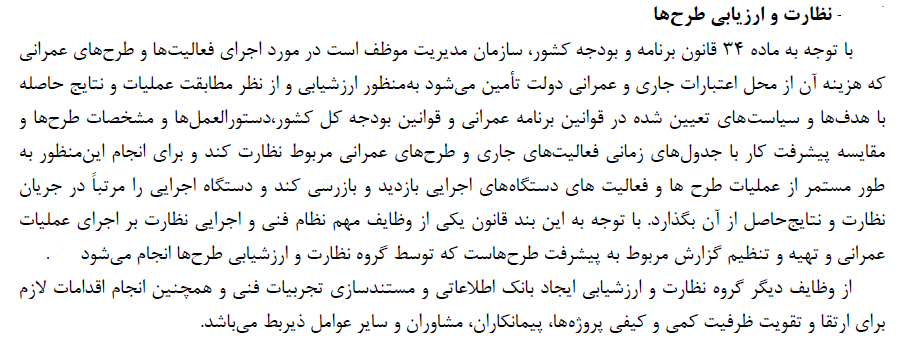 - نظارت و ارزیابی طرح‌ها
با توجه به ماده ۳۴ قانون برنامه و بودجه کشور، سازمان مدیریت موظف است در مورد اجرای فعالیت‌ها و طرح‌های عمرانی
که هزینه آن از محل اعتبارات جاری و عمرانی دولت تأمین می‌شود به‌منظور ارزشیابی و از نظر مطابقت عملیات و نتایج حاصله
با هدف‌ها و سیاست‌های تعیین شده در قوانین برنامه عمرانی و قوانین بودجه کل کشور،دستورالعمل‌ها و مشخصات طرح‌ها و
مقایسه پیشرفت کار با جدول‌های زمانی فعالیت‌های جاری و طرح‌های عمرانی مربوط نظارت کند و برای انجام این‌منظور به
طور مستمر از عملیات طرح ها و فعالیت های دستگاه‌های اجرایی بازدید و بازرسی کند و دستگاه اجرایی را مرتباً در جریان
نظارت و نتایج‌حاصل از آن بگذارد. با توجه به این بند قانون یکی از وظایف مهم نظام فنی و اجرایی نظارت بر اجرای عملیات
عمرانی و تهیه و تنظیم گزارش مربوط به پیشرفت طرح‌هاست که توسط گروه نظارت و ارزشیابی طرح‌ها انجام می‌شود .
از وظایف دیگر گروه نظارت و ارزشیابی ایجاد بانک اطلاعاتی و مستندسازی تجربیات فنی و همچنین انجام اقدامات لازم
برای ارتقا و تقویت ظرفیت کمی و کیفی پروژه‌ها، پیمانکاران، مشاوران و سایر عوامل ذیربط می‌باشد.